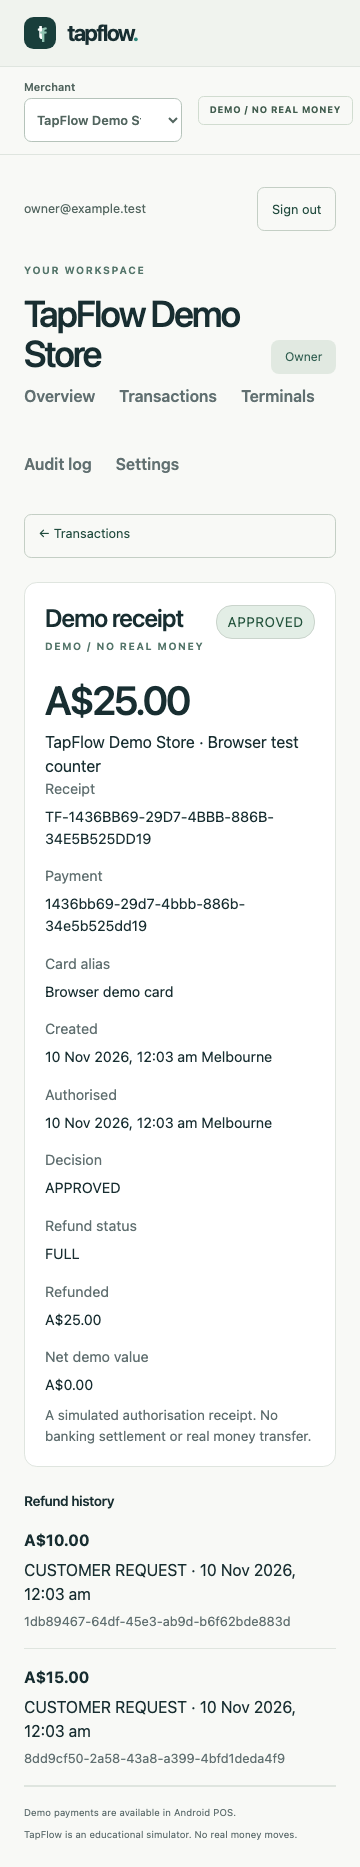 tapflow.
Merchant
TapFlow Demo S
DEMO / NO REAL MONEY
owner@example.test
Sign out
YOUR WORKSPACE
TapFlow Demo
Store
Owner
Overview Transactions Terminals
Audit log Settings
← Transactions
Demo receipt
APPROVED
DEMO / NO REAL MONEY
A$25.00
TapFlow Demo Store · Browser test
counter
Receipt
TF-1436BB69-29D7-4BBB-886B-
34E5B525DD19
Payment
1436bb69-29d7-4bbb-886b-
34e5b525dd19
Card alias
Browser demo card
Created
10 Nov 2026, 12:03 am Melbourne
Authorised
10 Nov 2026, 12:03 am Melbourne
Decision
APPROVED
Refund status
FULL
Refunded
A$25.00
Net demo value
A$0.00
A simulated authorisation receipt. No
banking settlement or real money transfer.
Refund history
A$10.00
CUSTOMER REQUEST · 10 Nov 2026,
12:03 am
1db89467-64df-45e3-ab9d-b6f62bde883d
A$15.00
CUSTOMER REQUEST · 10 Nov 2026,
12:03 am
8dd9cf50-2a58-43a8-a399-4bfd1deda4f9
Demo payments are available in Android POS.
TapFlow is an educational simulator. No real money moves.